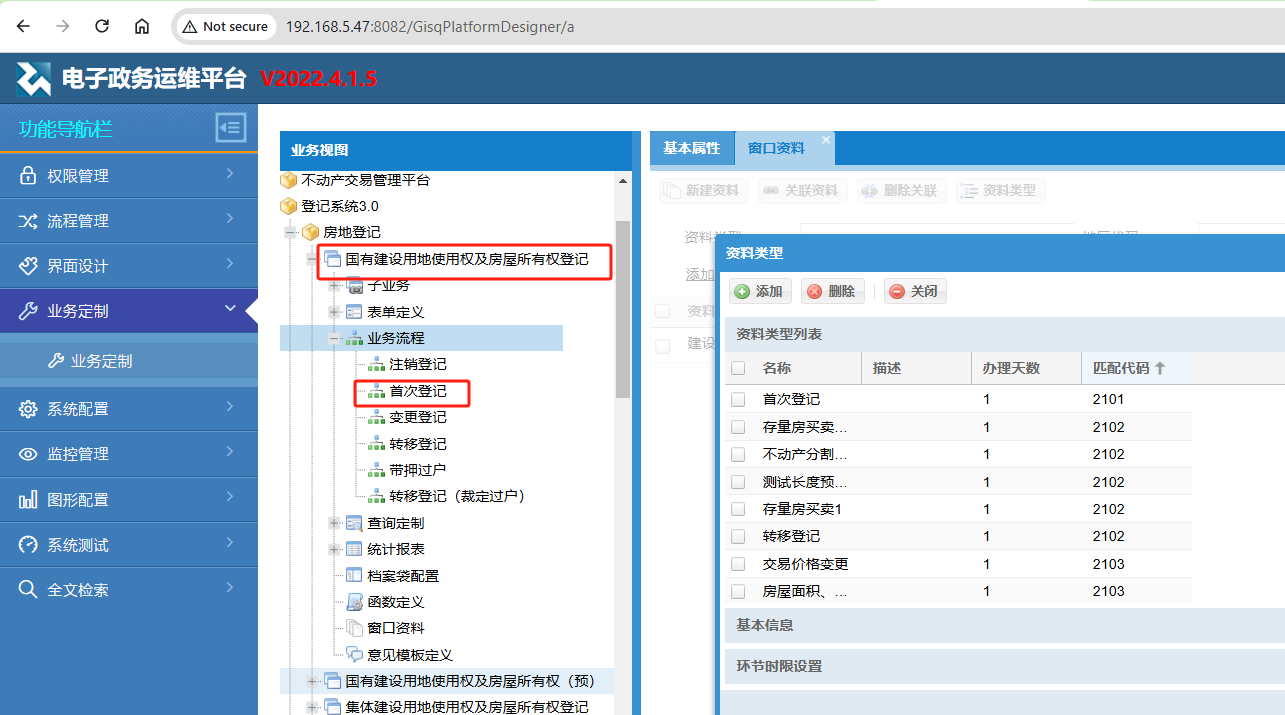 Not secure 192.168.5.47:8082/GisqPlatformDesigner/a
电子政务运维平台 V2022.4.1.5
功能导航栏
权限管理
流程管理
界面设计
业务定制
业务定制
系统配置
监控管理
图形配置
系统测试
全文检索
业务视图
不动产交易管理平台
登记系统3.0
房地登记
国有建设用地使用权及房屋所有权登记
子业务
表单定义
业务流程
注销登记
首次登记
变更登记
转移登记
带押过户
转移登记（裁定过户）
查询定制
统计报表
档案袋配置
函数定义
窗口资料
意见模板定义
国有建设用地使用权及房屋所有权（预）
集体建设用地使用权及房屋所有权登记
基本属性 窗口资料
新建资料 关联资料 删除关联 资料类型
资料类型 地区代码
添加
资料
建设
资料类型
添加 删除 关闭
资料类型列表
名称 描述 办理天数 匹配代码
首次登记 1 2101
存量房买卖... 1 2102
不动产分割... 1 2102
测试长度预... 1 2102
存量房买卖1 1 2102
转移登记 1 2102
交易价格变更 1 2103
房屋面积、... 1 2103
基本信息
环节时限设置